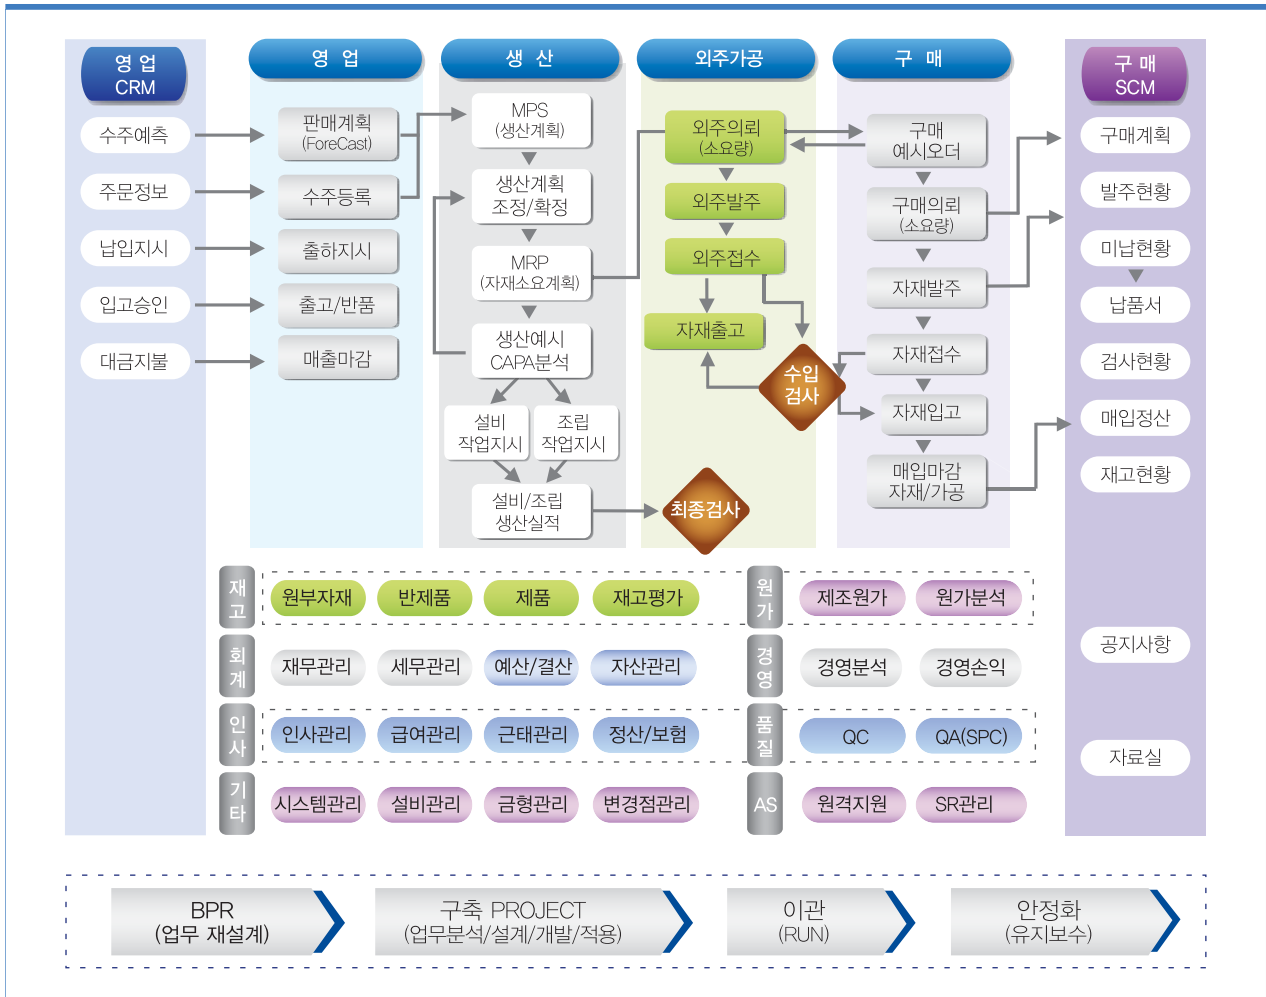 영 업
CRM
수주예측
주문정보
납입지시
입고승인
대금지불
영 업
판매계획
(ForeCast)
수주등록
출하지시
출고/반품
매출마감
생 산
MPS
(생산계획)
생산계획
조정/확정
MRP
(자재소요계획)
생산예시
CAPA분석
설비
작업지시
조립
작업지시
설비/조립
생산실적
외주가공
외주의뢰
(소요량)
외주발주
외주접수
자재출고
수입
검사
최종검사
구 매
구매
예시오더
구매의뢰
(소요량)
자재발주
자재접수
자재입고
매입마감
자재/가공
구 매
SCM
구매계획
발주현황
미납현황
납품서
검사현황
매입정산
재고현황
공지사항
자료실
재
고
원부자재
반제품
제품
재고평가
원
가
제조원가
원가분석
회
계
재무관리
세무관리
예산/결산
자산관리
경
영
경영분석
경영손익
인
사
인사관리
급여관리
근태관리
정산/보험
품
질
QC
QA(SPC)
기
타
시스템관리
설비관리
금형관리
변경점관리
AS
원격지원
SR관리
BPR
(업무 재설계)
구축 PROJECT
(업무분석/설계/개발/적용)
이관
(RUN)
안정화
(유지보수)